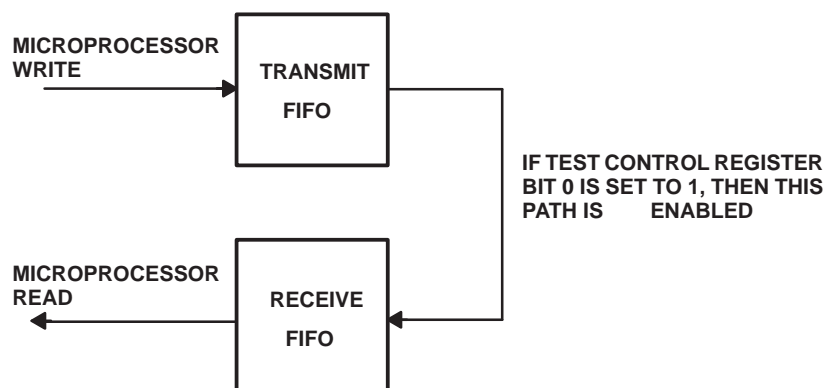 MICROPROCESSOR
WRITE
TRANSMIT
FIFO
IF TEST CONTROL REGISTER
BIT 0 IS SET TO 1, THEN THIS
PATH IS ENABLED
MICROPROCESSOR
READ
RECEIVE
FIFO